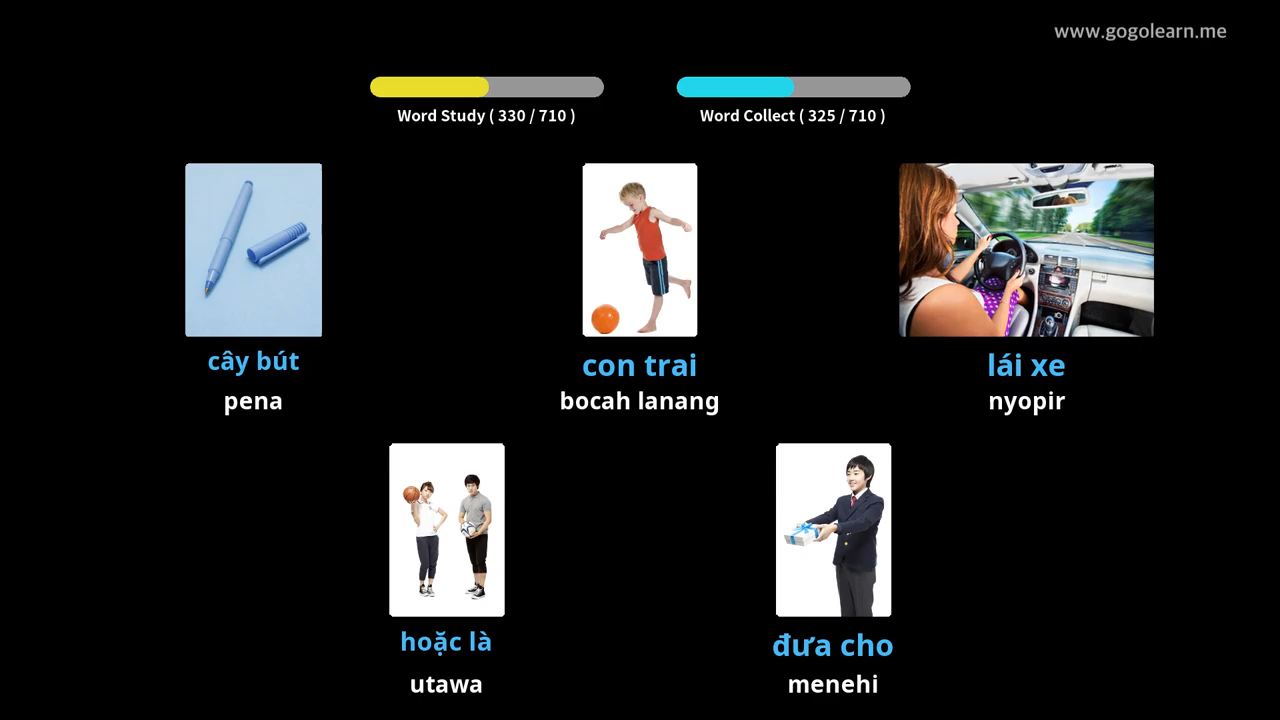 www.gogolearn.me
Word Study ( 330 / 710 )
Word Collect ( 325 / 710 )
cây bút
pena
con trai
bocah lanang
lái xe
nyopir
hoặc là
utawa
đưa cho
menehi